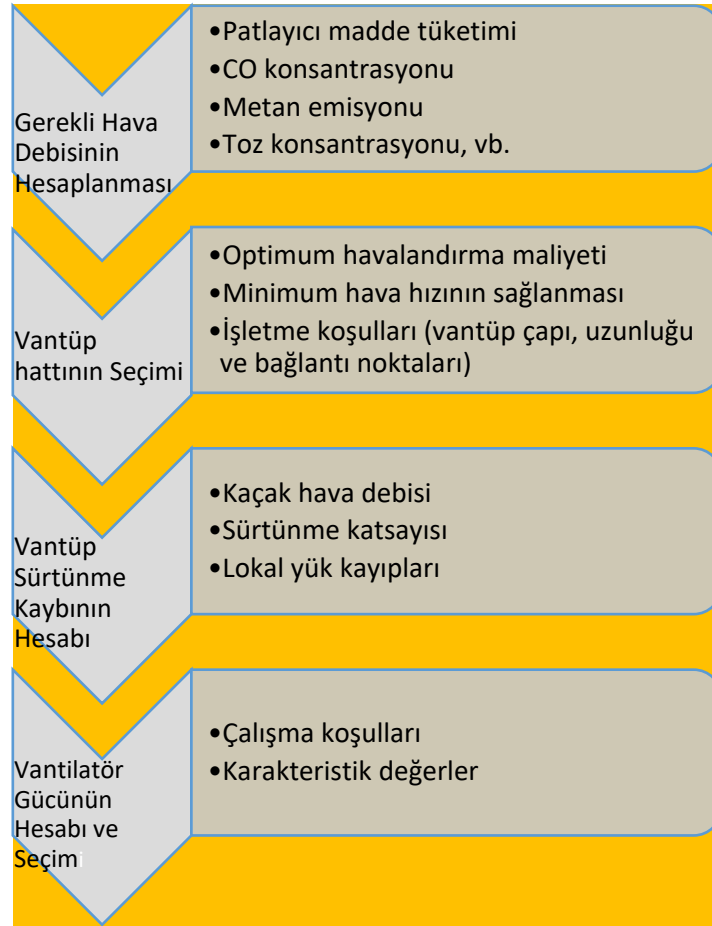 Gerekli Hava
Debisinin
Hesaplanması
•Patlayıcı madde tüketimi
•CO konsantrasyonu
•Metan emisyonu
•Toz konsantrasyonu, vb.
Vantüp
hattının Seçimi
•Optimum havalandırma maliyeti
•Minimum hava hızının sağlanması
•İşletme koşulları (vantüp çapı, uzunluğu
ve bağlantı noktaları)
Vantüp
Sürtünme
Kaybının
Hesabı
•Kaçak hava debisi
•Sürtünme katsayısı
•Lokal yük kayıpları
Vantilatör
Gücünün
Hesabı ve
Seçimi
•Çalışma koşulları
•Karakteristik değerler